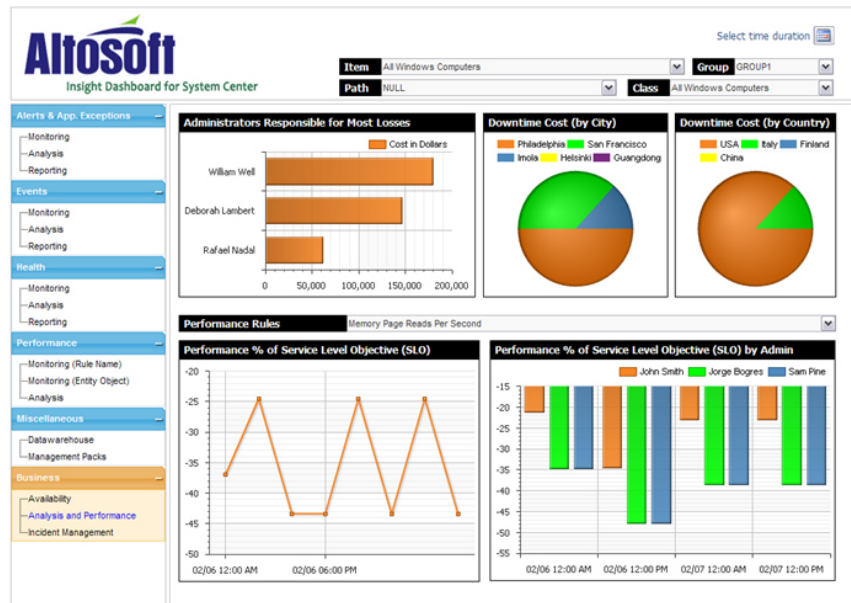 Altosoft
Insight Dashboard for System Center
Select time duration
Item All Windows Computers Group GROUP1
Path NULL Class All Windows Computers
Alerts & App. Exceptions
Monitoring
Analysis
Reporting
Events
Monitoring
Analysis
Reporting
Health
Monitoring
Analysis
Reporting
Performance
Monitoring (Rule Name)
Monitoring (Entity Object)
Analysis
Miscellaneous
Datawarehouse
Management Packs
Business
Availability
Analysis and Performance
Incident Management
Administrators Responsible for Most Losses
Cost in Dollars
William Well
Deborah Lambert
Rafael Nadal
0 50,000 100,000 150,000 200,000
Downtime Cost (by City)
Philadelphia San Francisco
Imola Helsinki Guangdong
Downtime Cost (by Country)
USA Italy Finland
China
Performance Rules Memory Page Reads Per Second
Performance % of Service Level Objective (SLO)
-20
-25
-30
-35
-40
-45
-50
02/06 12:00 AM 02/06 06:00 PM
Performance % of Service Level Objective (SLO) by Admin
John Smith Jorge Bogres Sam Pine
-15
-20
-25
-30
-35
-40
-45
-50
-55
02/06 12:00 AM 02/06 12:00 PM 02/07 12:00 AM 02/07 12:00 PM